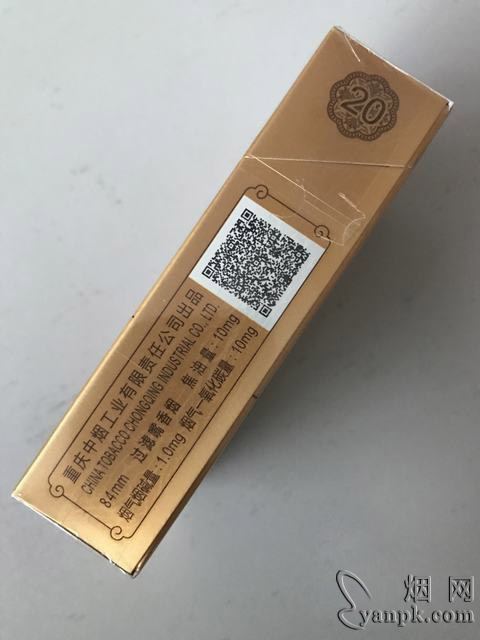 20
重庆中烟工业有限责任公司出品
CHINA TOBACCO CHONGQING INDUSTRIAL CO., LTD.
84mm 过滤嘴香烟 焦油量:10mg
烟气烟碱量:1.0mg 烟气一氧化碳量:10mg
烟网
yanpk.com